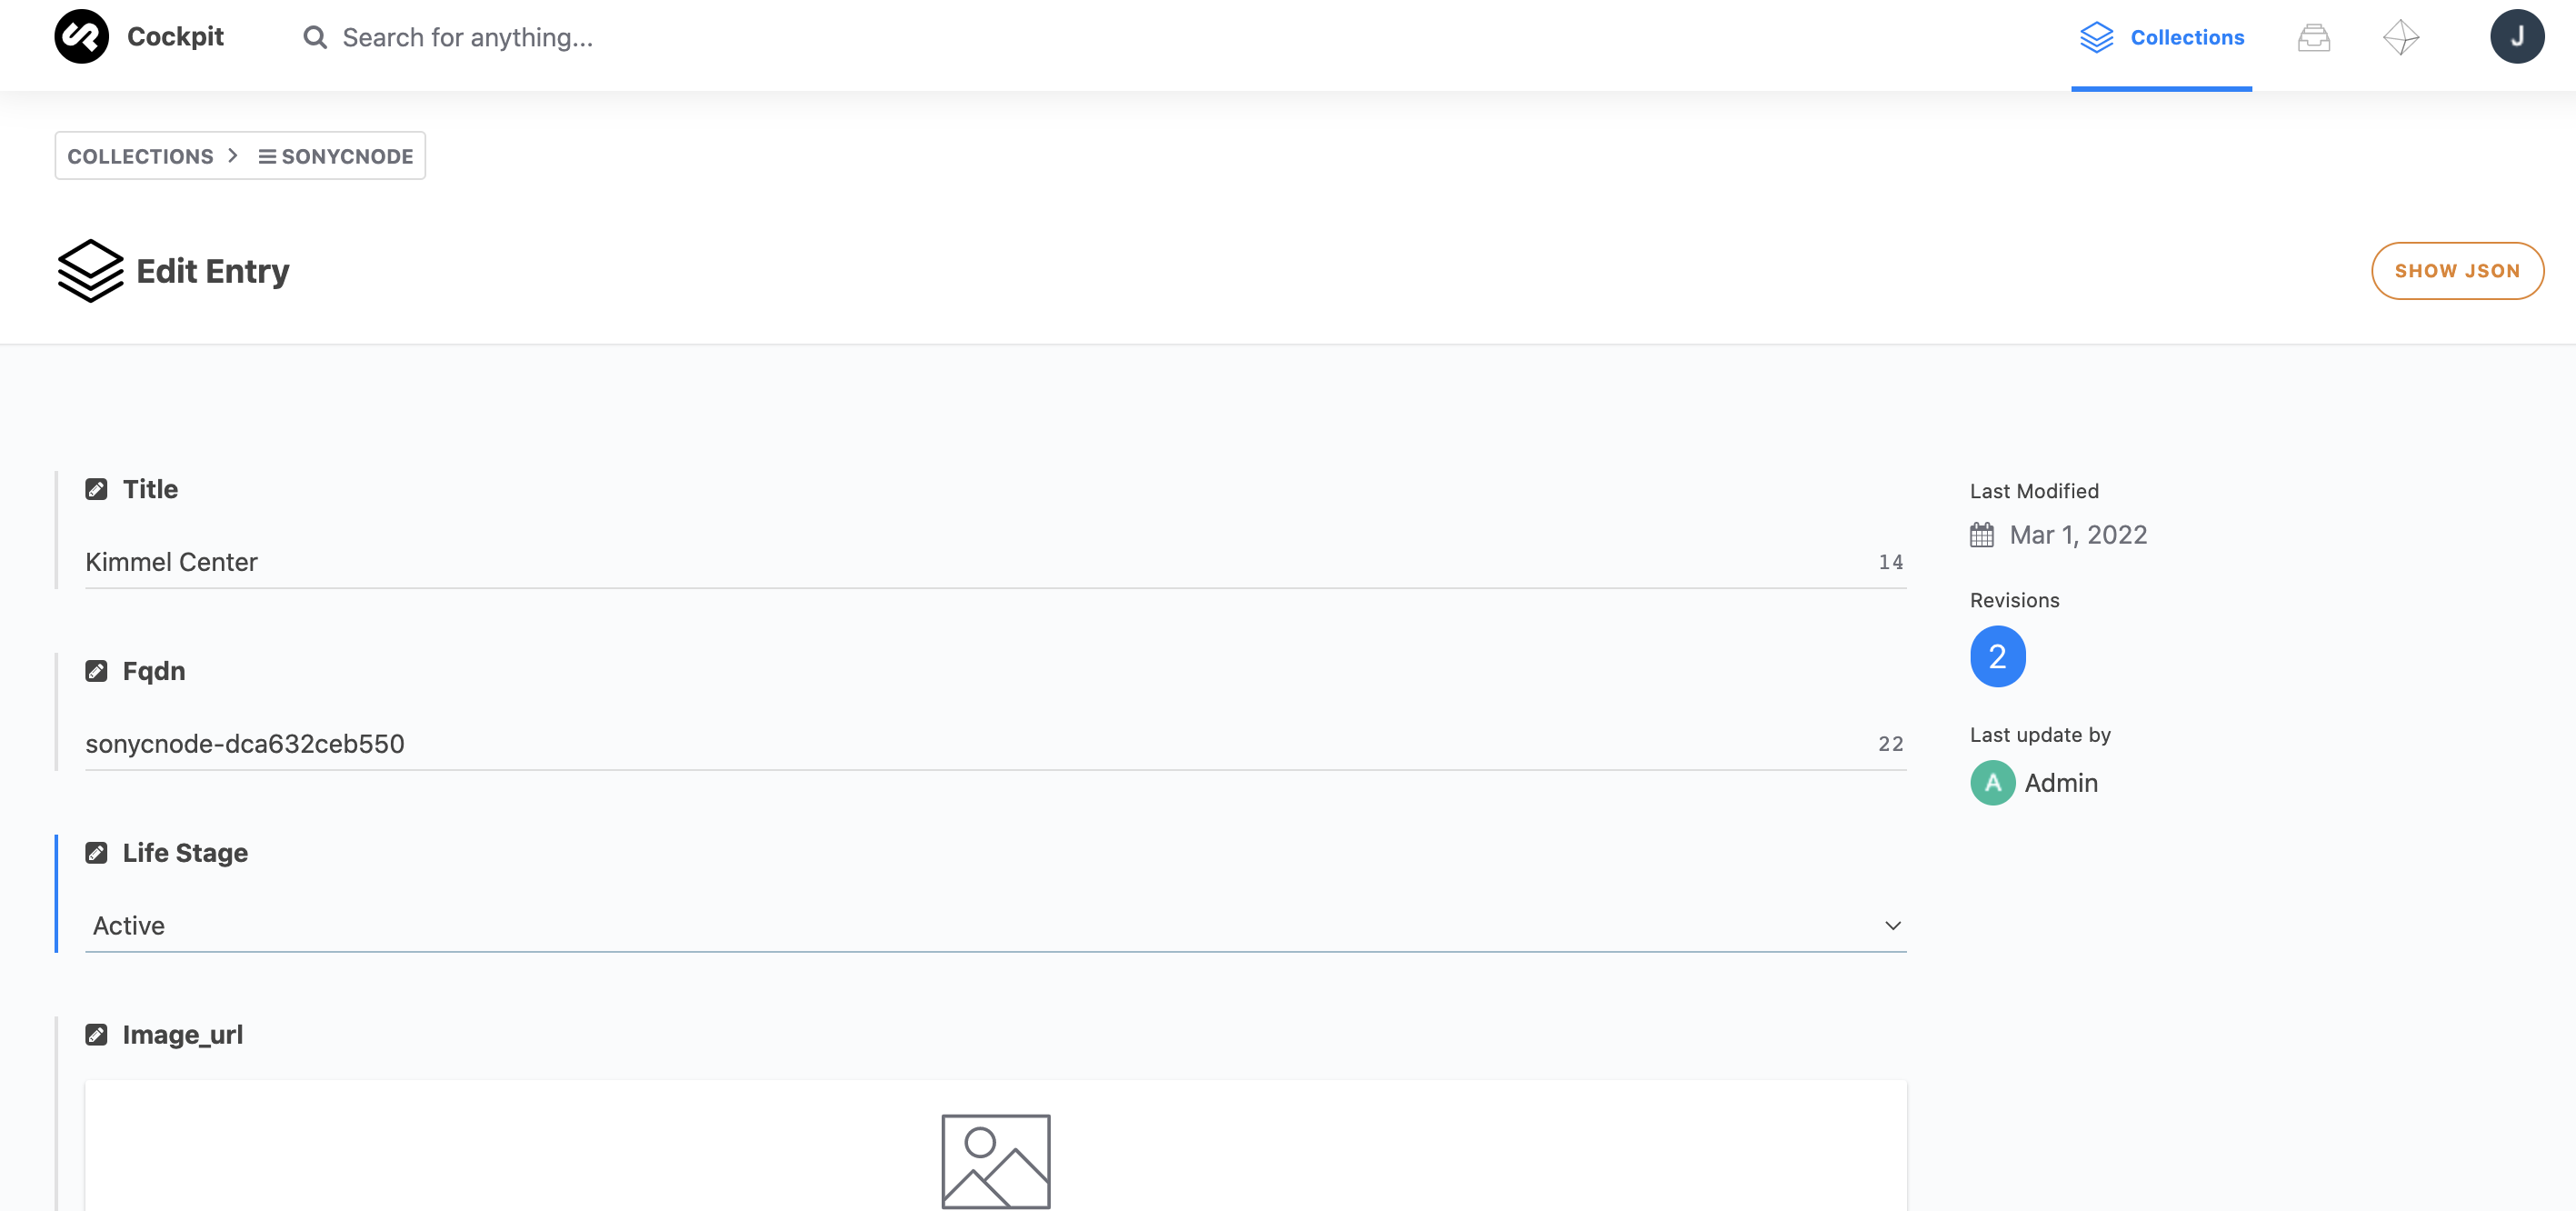 Cockpit
Search for anything...
Collections
J
COLLECTIONS
SONYCNODE
Edit Entry
SHOW JSON
Title
Kimmel Center
14
Fqdn
sonycnode-dca632ceb550
22
Life Stage
Active
Image_url
Last Modified
Mar 1, 2022
Revisions
2
Last update by
A Admin